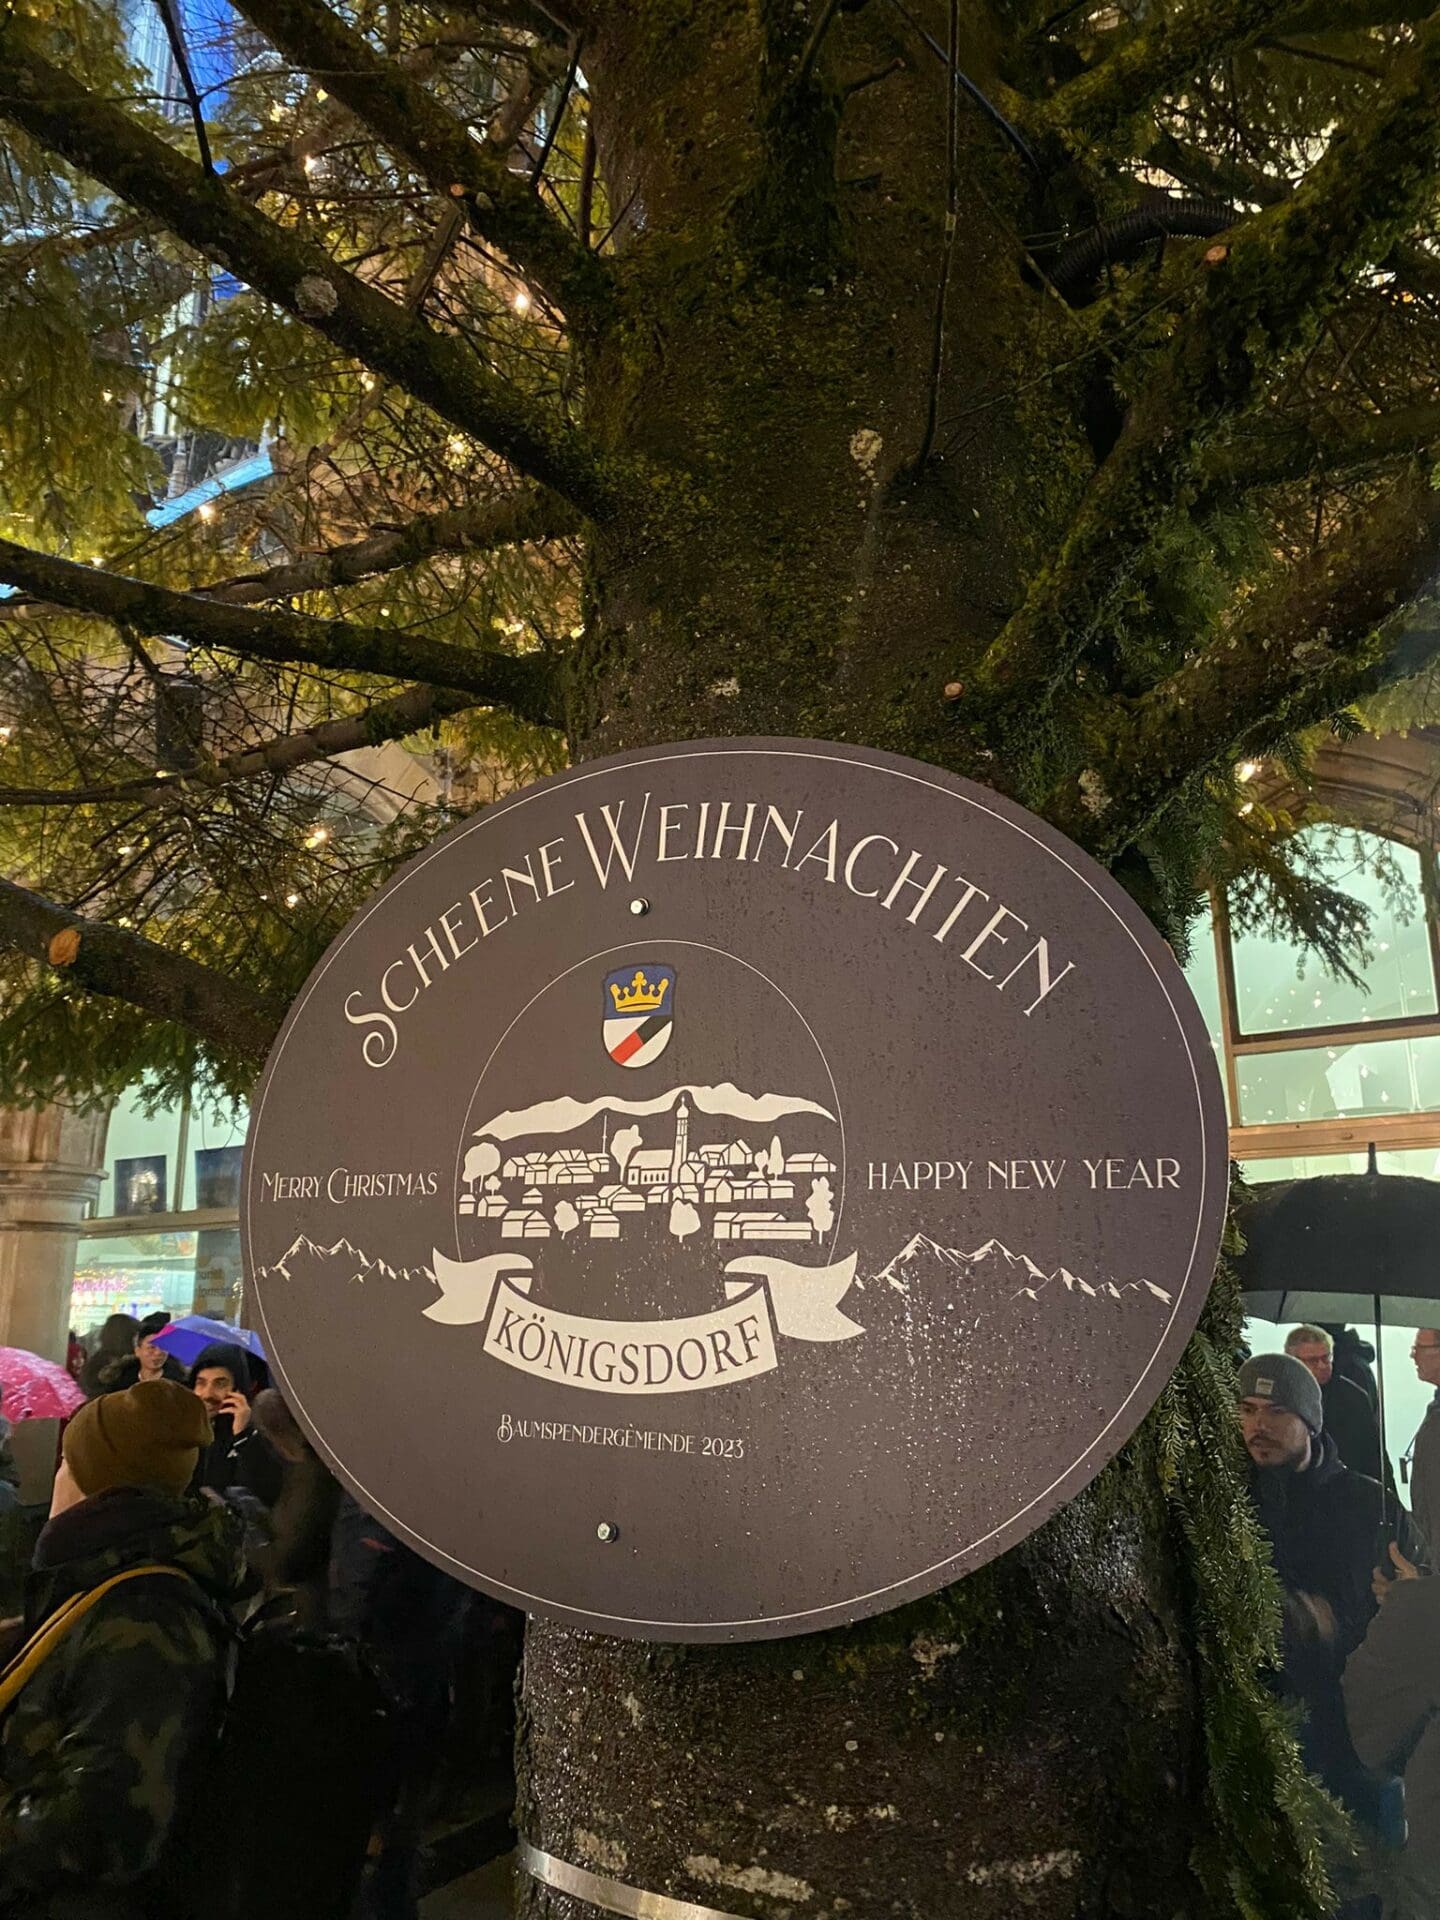 SCHEENE WEIHNACHTEN
MERRY CHRISTMAS
HAPPY NEW YEAR
KÖNIGSDORF
BAUMSPENDERGEMEINDE 2023